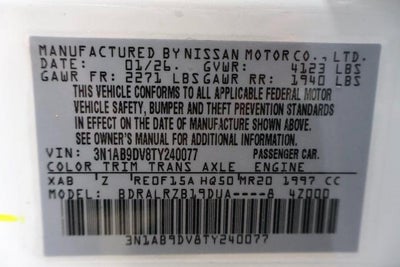 MANUFACTURED BY NISSAN MOTOR CO., LTD.
DATE: 01/26. GVWR: 4123 LBS
GAWR FR: 2271 LBS GAWR RR: 1940 LBS
THIS VEHICLE CONFORMS TO ALL APPLICABLE FEDERAL MOTOR
VEHICLE SAFETY, BUMPER AND THEFT PREVENTION STANDARDS
IN EFFECT ON THE DATE OF MANUFACTURE SHOWN ABOVE.
SEE OWNER'S MANUAL FOR ADDITIONAL INFORMATION
VIN: 3N1AB9DV8TY240077 PASSENGER CAR.
COLOR TRIM TRANS AXLE ENGINE
XAB Z RE0F15A HQ50 MR20 1997 CC
MODEL: BDRALRZB19DUA----8 4Z000
3N1AB9DV8TY240077